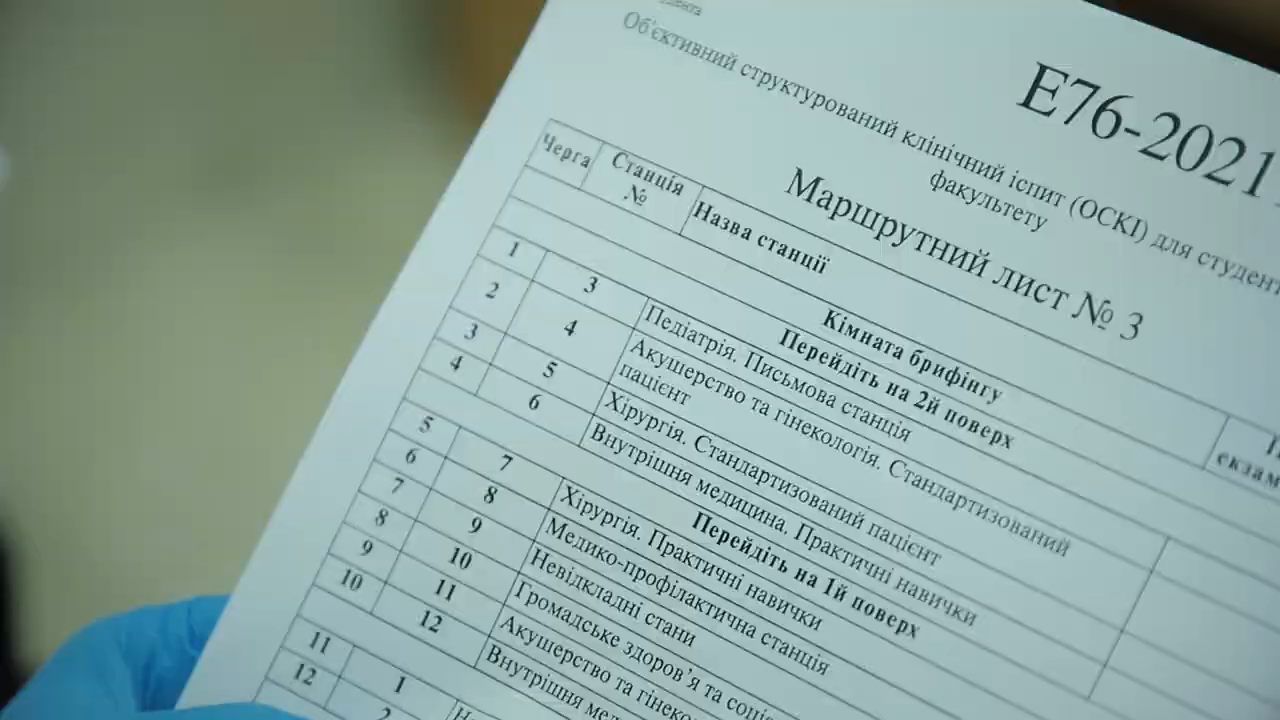 Е76-2021
Об'єктивний структурований клінічний іспит (ОСКІ) для
факультету
Маршрутний лист № 3
Черга Станція № Назва станції
Кімната брифінгу
Перейдіть на 2й поверх
1 3 Педіатрія. Письмова станція
2 4 Акушерство та гінекологія. Стандартизований
пацієнт
3 5 Хірургія. Стандартизований пацієнт
4 6 Внутрішня медицина. Практичні навички
Перейдіть на 1й поверх
5 7 Хірургія. Практичні навички
6 8 Медико-профілактична станція
7 9 Невідкладні стани
8 10 Громадське здоров’я та
9 11 Акушерство та
10 12 Внутрішня
11 1
12 2